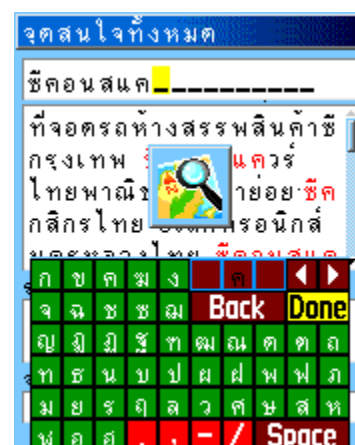 จุดสนใจทั้งหมด
ซีคอนสแค
ที่จอดรถห้างสรรพสินค้าซี
กรุงเทพ แควร์
ไทยพาณิช ย่อย ซีค
กสิกรไทย รอนิกส์
ก ข ค ฆ ง ด
จ ฉ ช ซ ฌ Back Done
ญ ฎ ฏ ฐ ฑ ฒ ณ ด ต ถ
ท ธ น บ ป ผ ฝ พ ฟ ภ
ม ย ร ฤ ล ว ศ ษ ส ห
ฬ อ ฮ . , - / Space